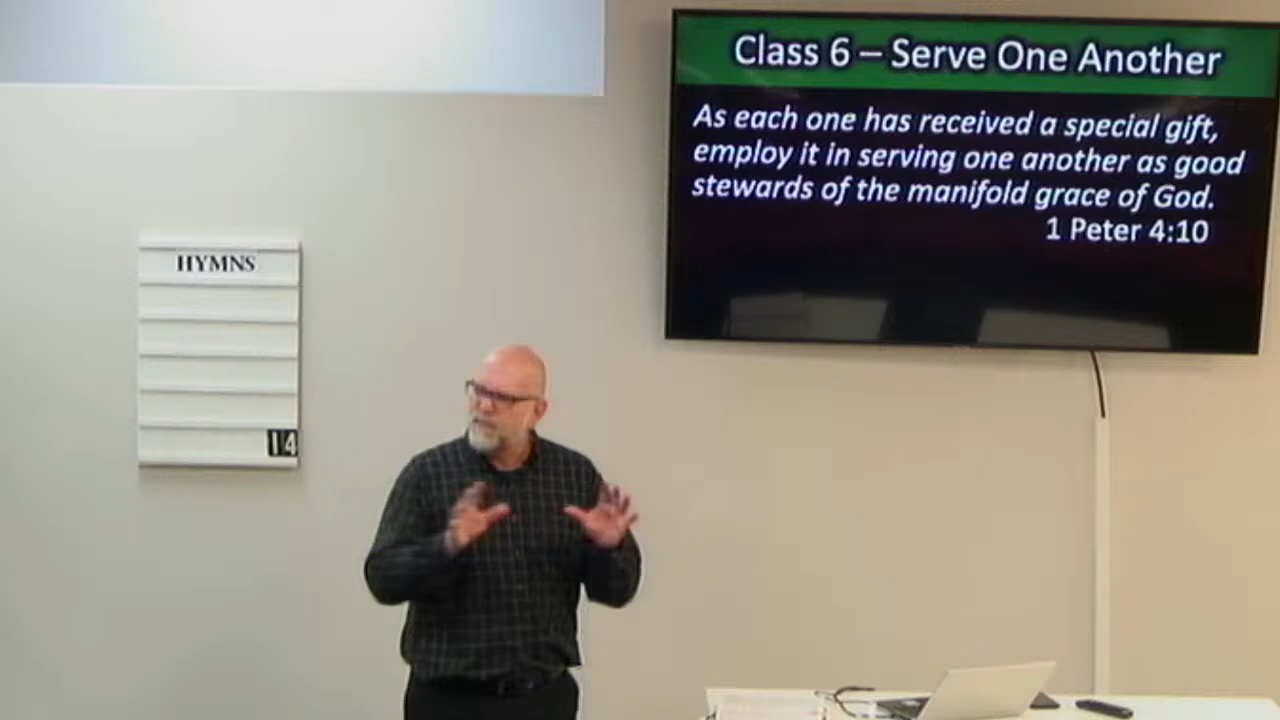 Class 6 – Serve One Another
As each one has received a special gift,
employ it in serving one another as good
stewards of the manifold grace of God.
1 Peter 4:10
HYMNS
14